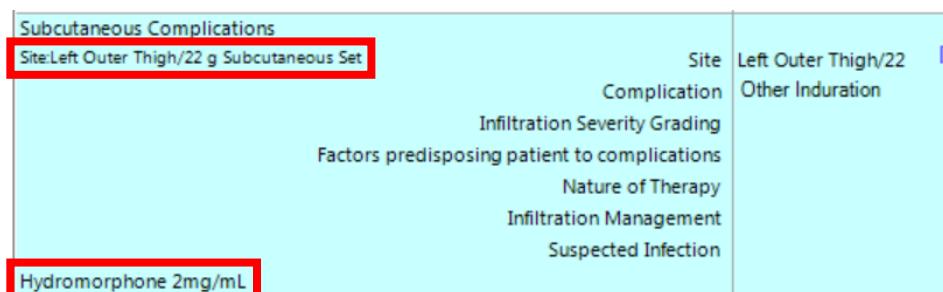 Subcutaneous Complications
Site:Left Outer Thigh/22 g Subcutaneous Set
Site Left Outer Thigh/22
Complication Other Induration
Infiltration Severity Grading
Factors predisposing patient to complications
Nature of Therapy
Infiltration Management
Suspected Infection
Hydromorphone 2mg/mL